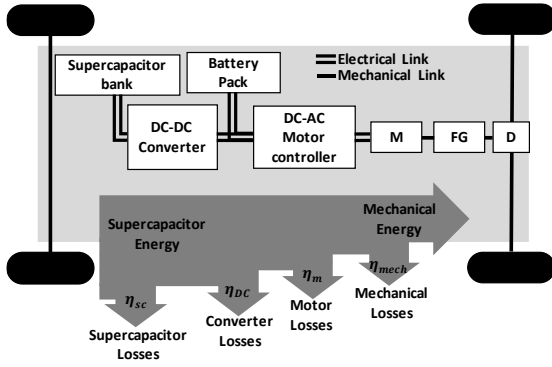 Supercapacitor
bank
Battery
Pack
Electrical Link
Mechanical Link
DC-DC
Converter
DC-AC
Motor
controller
M
FG
D
Supercapacitor
Energy
Mechanical
Energy
η_sc
η_DC
η_m
η_mech
Supercapacitor
Losses
Converter
Losses
Motor
Losses
Mechanical
Losses